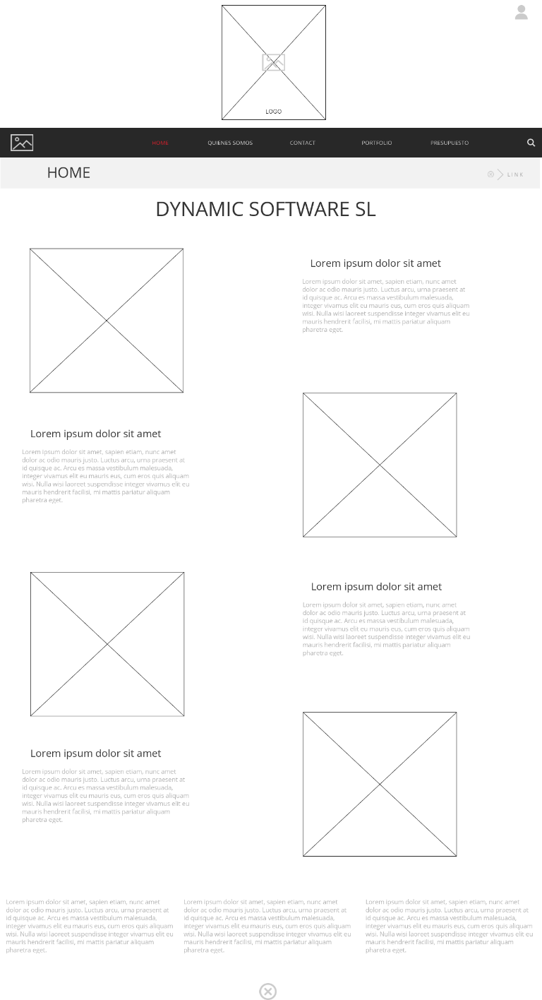 LOGO
HOME
QUIENES SOMOS
CONTACT
PORTFOLIO
PRESUPUESTO
HOME
LINK
DYNAMIC SOFTWARE SL
Lorem ipsum dolor sit amet
Lorem ipsum dolor sit amet, sapien etiam, nunc amet
dolor ac odio mauris justo. Luctus arcu, urna praesent at
id quisque ac. Arcu es massa vestibulum malesuada,
integer vivamus elit eu mauris eus, cum eros quis aliquam
wisi. Nulla wisi laoreet suspendisse integer vivamus elit eu
mauris hendrerit facilisi, mi mattis pariatur aliquam
pharetra eget.
Lorem ipsum dolor sit amet
Lorem ipsum dolor sit amet, sapien etiam, nunc amet
dolor ac odio mauris justo. Luctus arcu, urna praesent at
id quisque ac. Arcu es massa vestibulum malesuada,
integer vivamus elit eu mauris eus, cum eros quis aliquam
wisi. Nulla wisi laoreet suspendisse integer vivamus elit eu
mauris hendrerit facilisi, mi mattis pariatur aliquam
pharetra eget.
Lorem ipsum dolor sit amet
Lorem ipsum dolor sit amet, sapien etiam, nunc amet
dolor ac odio mauris justo. Luctus arcu, urna praesent at
id quisque ac. Arcu es massa vestibulum malesuada,
integer vivamus elit eu mauris eus, cum eros quis aliquam
wisi. Nulla wisi laoreet suspendisse integer vivamus elit eu
mauris hendrerit facilisi, mi mattis pariatur aliquam
pharetra eget.
Lorem ipsum dolor sit amet
Lorem ipsum dolor sit amet, sapien etiam, nunc amet
dolor ac odio mauris justo. Luctus arcu, urna praesent at
id quisque ac. Arcu es massa vestibulum malesuada,
integer vivamus elit eu mauris eus, cum eros quis aliquam
wisi. Nulla wisi laoreet suspendisse integer vivamus elit eu
mauris hendrerit facilisi, mi mattis pariatur aliquam
pharetra eget.
Lorem ipsum dolor sit amet, sapien etiam, nunc amet
dolor ac odio mauris justo. Luctus arcu, urna praesent at
id quisque ac. Arcu es massa vestibulum malesuada,
integer vivamus elit eu mauris eus, cum eros quis aliquam
wisi. Nulla wisi laoreet suspendisse integer vivamus elit eu
mauris hendrerit facilisi, mi mattis pariatur aliquam
pharetra eget.
Lorem ipsum dolor sit amet, sapien etiam, nunc amet
dolor ac odio mauris justo. Luctus arcu, urna praesent at
id quisque ac. Arcu es massa vestibulum malesuada,
integer vivamus elit eu mauris eus, cum eros quis aliquam
wisi. Nulla wisi laoreet suspendisse integer vivamus elit eu
mauris hendrerit facilisi, mi mattis pariatur aliquam
pharetra eget.
Lorem ipsum dolor sit amet, sapien etiam, nunc amet
dolor ac odio mauris justo. Luctus arcu, urna praesent at
id quisque ac. Arcu es massa vestibulum malesuada,
integer vivamus elit eu mauris eus, cum eros quis aliquam
wisi. Nulla wisi laoreet suspendisse integer vivamus elit eu
mauris hendrerit facilisi, mi mattis pariatur aliquam
pharetra eget.